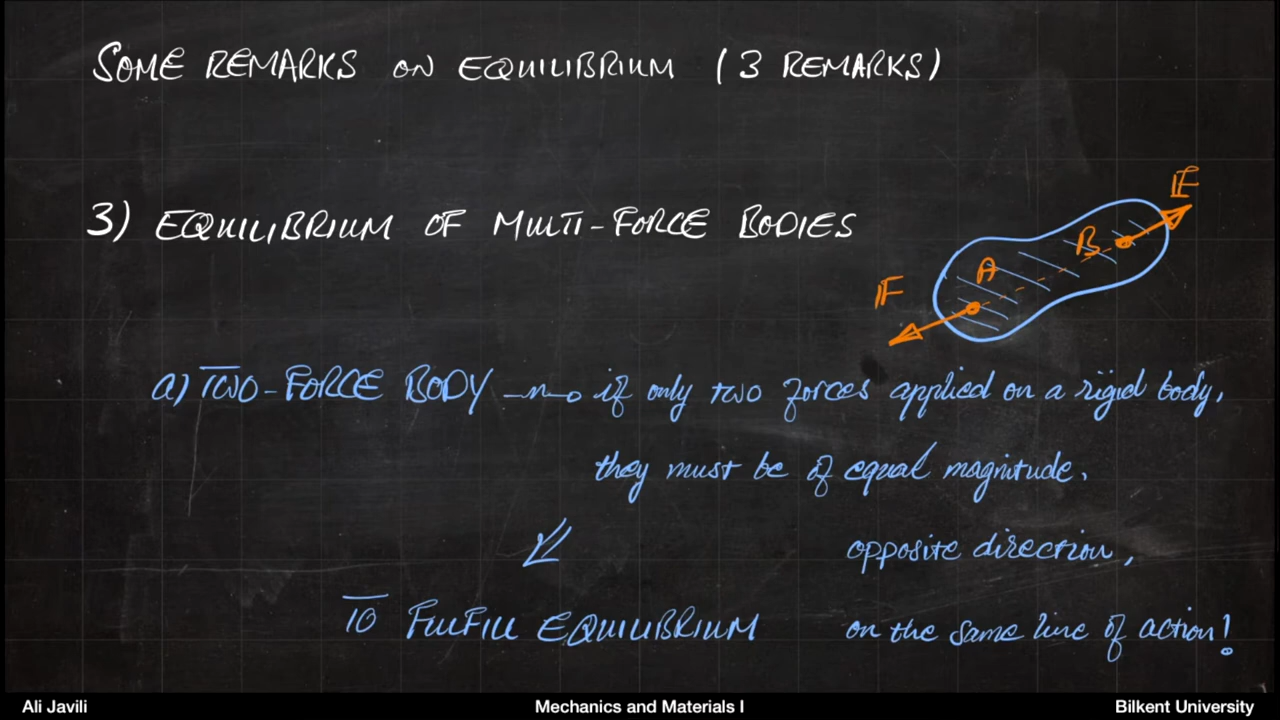 SOME REMARKS ON EQUILIBRIUM (3 REMARKS)
3) EQUILIBRIUM OF MULTI-FORCE BODIES
F
B
A
F
a) TWO-FORCE BODY if only two forces applied on a rigid body,
they must be of equal magnitude,
opposite direction,
TO FULFILL EQUILIBRIUM on the same line of action!
Ali Javili Mechanics and Materials I Bilkent University